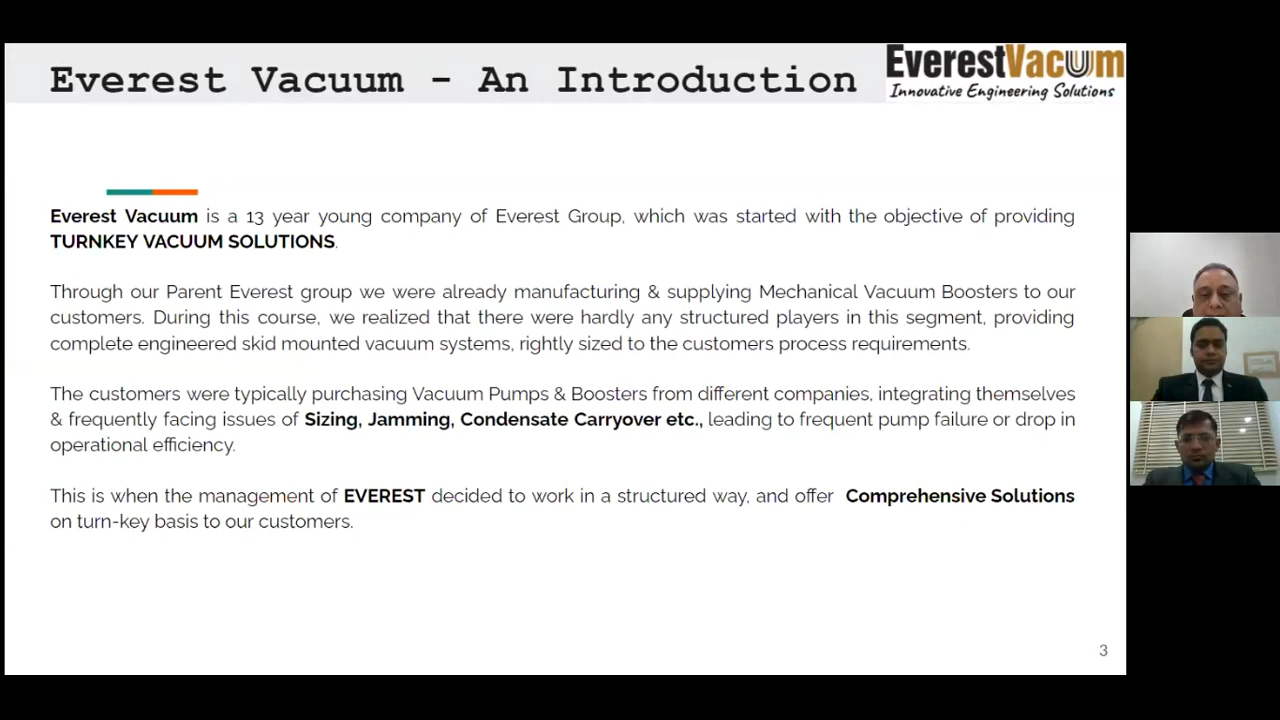 Everest Vacuum - An Introduction
EverestVacuum
Innovative Engineering Solutions
Everest Vacuum is a 13 year young company of Everest Group, which was started with the objective of providing
TURNKEY VACUUM SOLUTIONS.
Through our Parent Everest group we were already manufacturing & supplying Mechanical Vacuum Boosters to our
customers. During this course, we realized that there were hardly any structured players in this segment, providing
complete engineered skid mounted vacuum systems, rightly sized to the customers process requirements.
The customers were typically purchasing Vacuum Pumps & Boosters from different companies, integrating themselves
& frequently facing issues of Sizing, Jamming, Condensate Carryover etc., leading to frequent pump failure or drop in
operational efficiency.
This is when the management of EVEREST decided to work in a structured way, and offer Comprehensive Solutions
on turn-key basis to our customers.
3